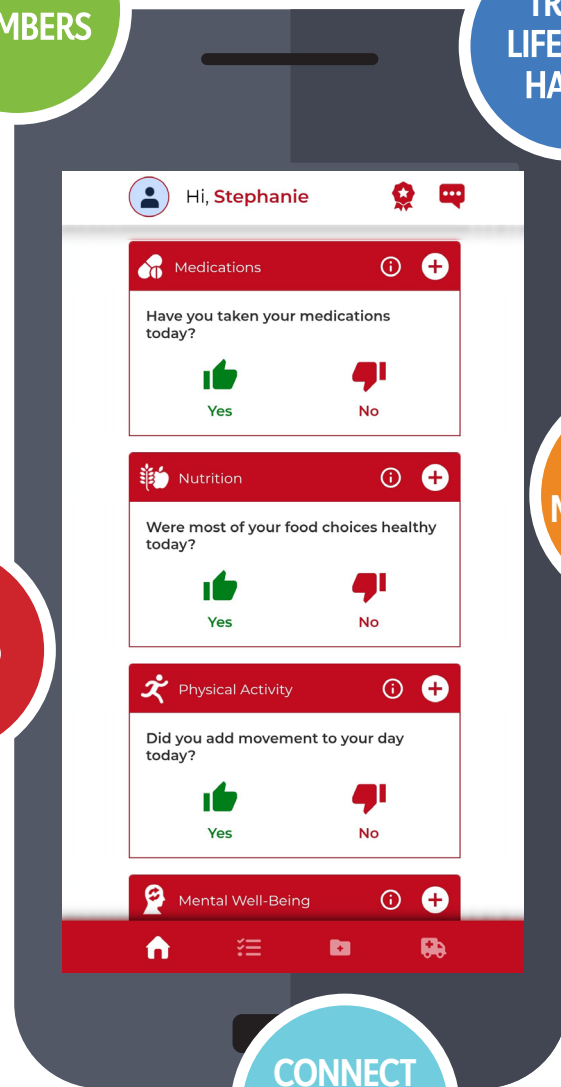 MBERS
TR
LIFE
HA
Hi, Stephanie
Medications
Have you taken your medications
today?
Yes
No
Nutrition
Were most of your food choices healthy
today?
Yes
No
M
Physical Activity
Did you add movement to your day
today?
Yes
No
Mental Well-Being
CONNECT